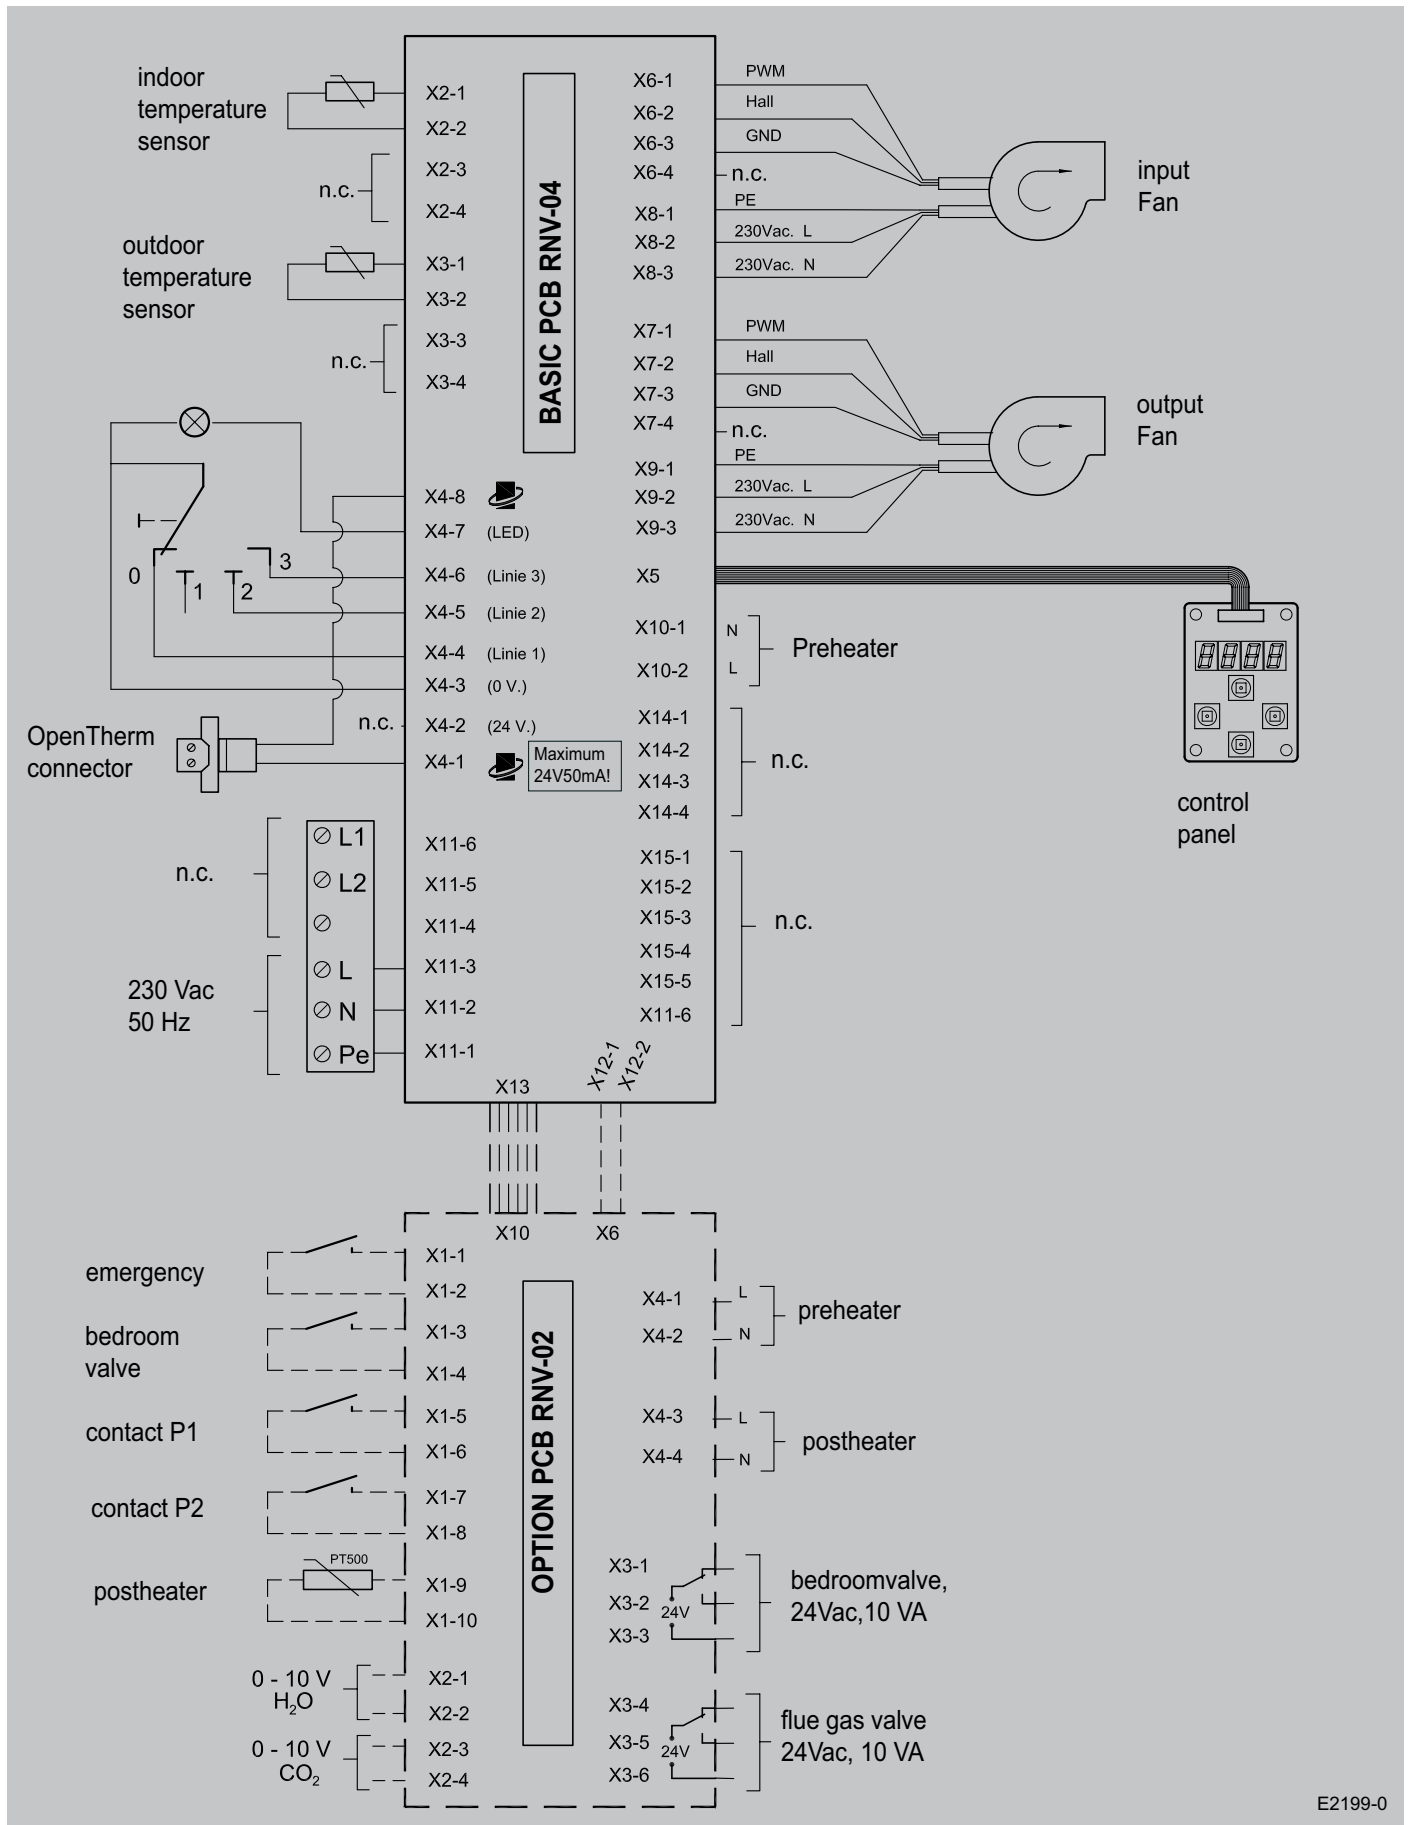 indoor
temperature
sensor
X2-1
X2-2
n.c.
X2-3
X2-4
outdoor
temperature
sensor
X3-1
X3-2
n.c.
X3-3
X3-4
BASIC PCB RNV-04
X6-1
PWM
X6-2
Hall
X6-3
GND
X6-4
n.c.
X8-1
PE
X8-2
230Vac. L
X8-3
230Vac. N
input
Fan
X7-1
PWM
X7-2
Hall
X7-3
GND
X7-4
n.c.
X9-1
PE
X9-2
230Vac. L
X9-3
230Vac. N
output
Fan
0
1
2
3
X4-8
X4-7 (LED)
X4-6 (Linie 3)
X4-5 (Linie 2)
X4-4 (Linie 1)
X4-3 (0 V.)
n.c.
X4-2 (24 V.)
X4-1
Maximum
24V50mA!
OpenTherm
connector
X5
8888
control
panel
X10-1 N
X10-2 L
Preheater
X14-1
X14-2
X14-3
X14-4
n.c.
n.c.
L1
L2
X11-6
X11-5
X11-4
230 Vac
50 Hz
L
N
Pe
X11-3
X11-2
X11-1
X15-1
X15-2
X15-3
X15-4
X15-5
X11-6
n.c.
X13
X12-1
X12-2
X10
X6
emergency
X1-1
X1-2
bedroom
valve
X1-3
X1-4
contact P1
X1-5
X1-6
contact P2
X1-7
X1-8
postheater
PT500
X1-9
X1-10
0 - 10 V
H₂O
X2-1
X2-2
0 - 10 V
CO₂
X2-3
X2-4
OPTION PCB RNV-02
X4-1 L
X4-2 N
preheater
X4-3 L
X4-4 N
postheater
X3-1
X3-2
X3-3
24V
bedroomvalve,
24Vac,10 VA
X3-4
X3-5
X3-6
24V
flue gas valve
24Vac, 10 VA
E2199-0